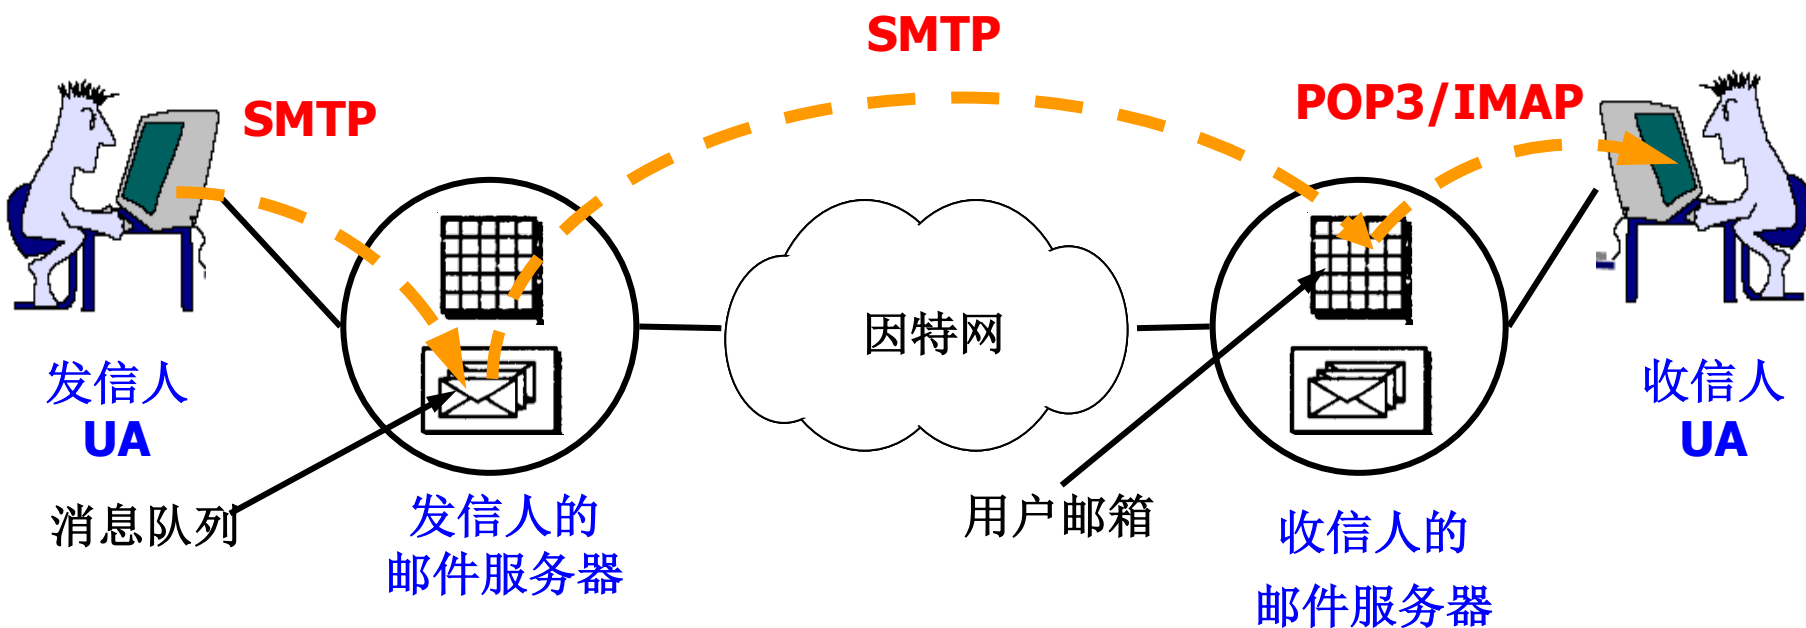 SMTP
SMTP
POP3/IMAP
因特网
发信人
UA
收信人
UA
消息队列
发信人的
邮件服务器
用户邮箱
收信人的
邮件服务器